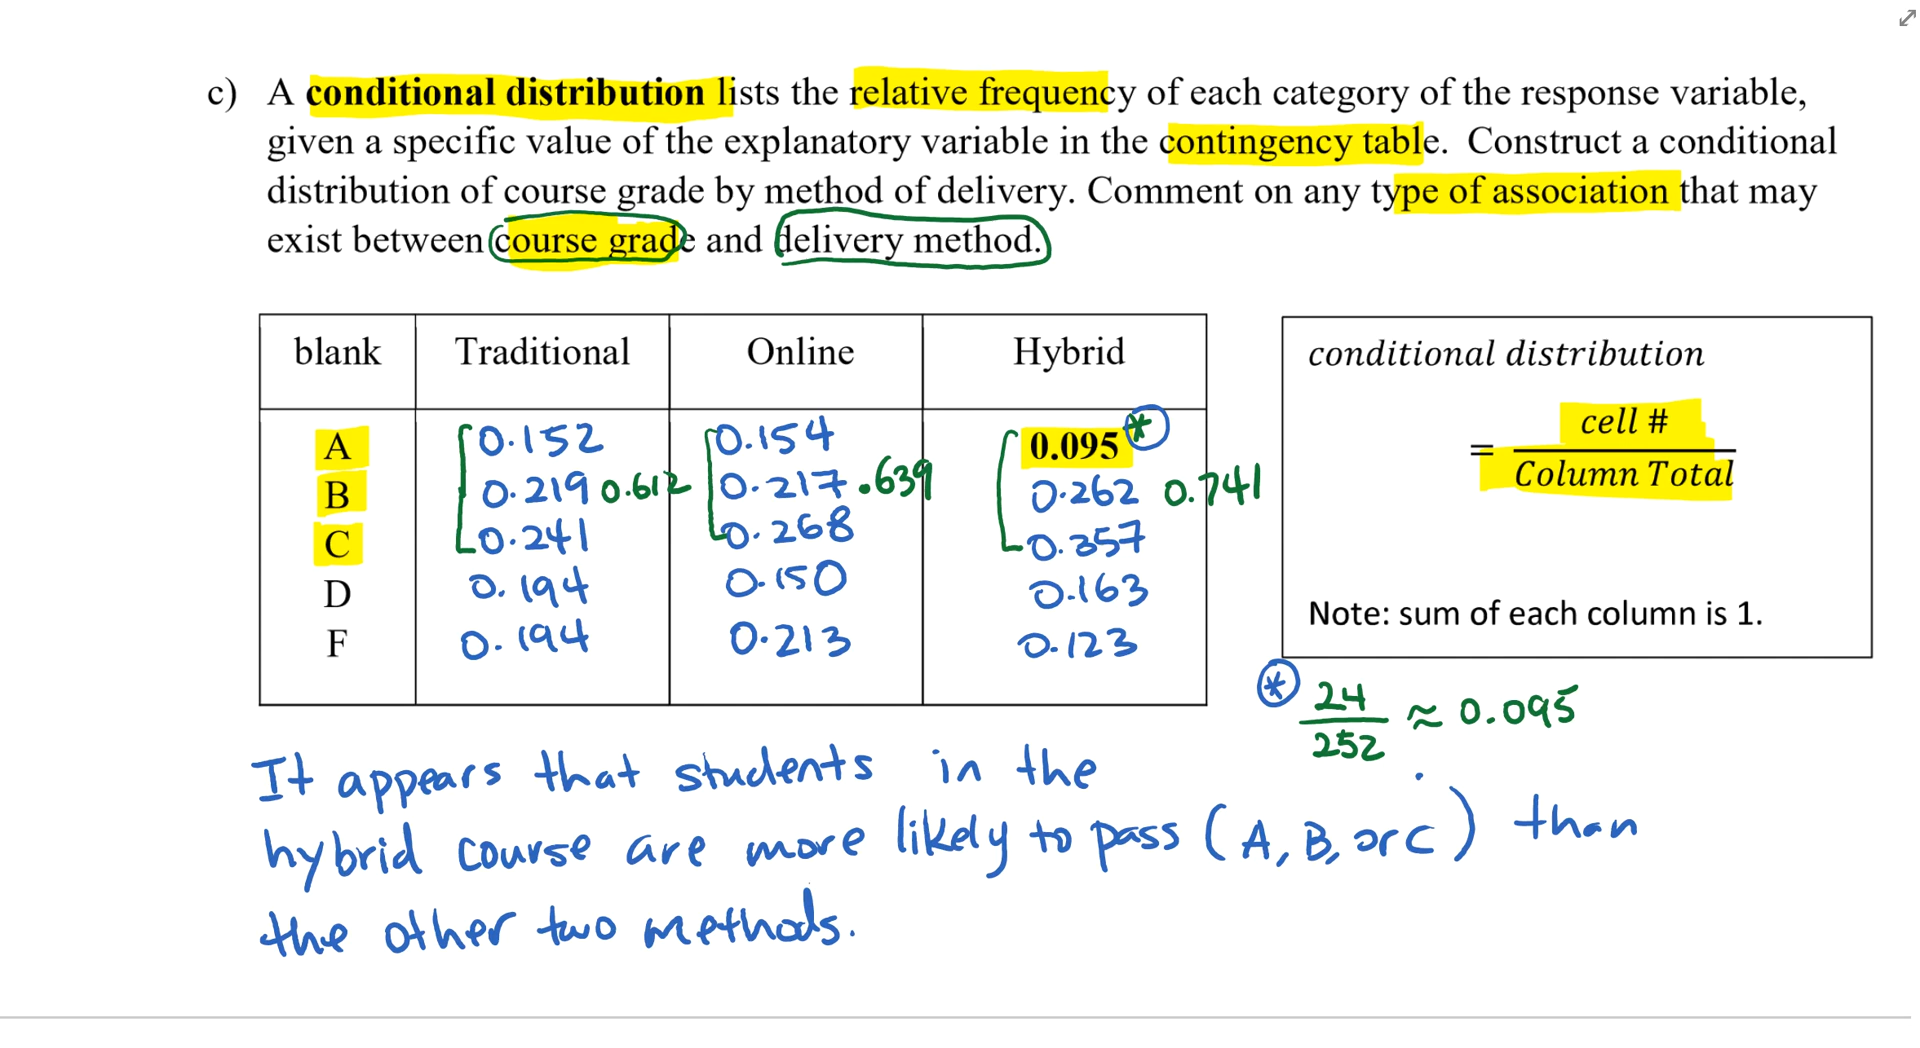 c) A conditional distribution lists the relative frequency of each category of the response variable,
given a specific value of the explanatory variable in the contingency table. Construct a conditional
distribution of course grade by method of delivery. Comment on any type of association that may
exist between course grade and delivery method.
blank Traditional Online Hybrid
A 0.152 0.154 0.095 *
B 0.219 0.612 0.217 .639 0.262 0.741
C 0.241 0.268 0.357
D 0.194 0.150 0.163
F 0.194 0.213 0.123
conditional distribution
= cell # / Column Total
Note: sum of each column is 1.
* 24/252 ≈ 0.095
It appears that students in the
hybrid course are more likely to pass (A, B, or C) than
the other two methods.